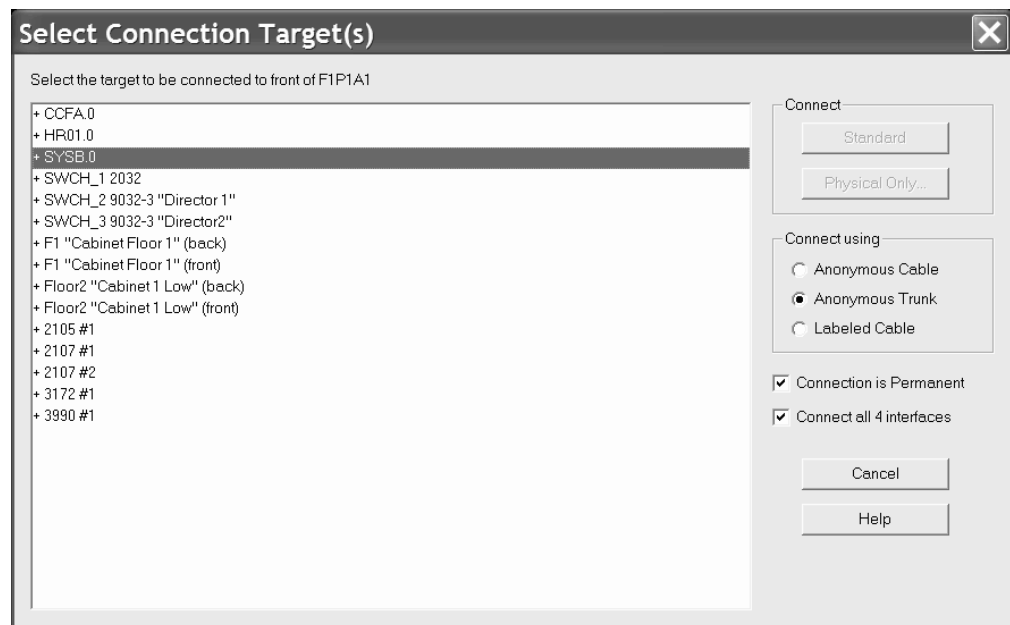 Select Connection Target(s)
Select the target to be connected to front of F1P1A1
+ CCFA.0
+ HR01.0
+ SYSB.0
+ SWCH_1 2032
+ SWCH_2 9032-3 "Director 1"
+ SWCH_3 9032-3 "Director2"
+ F1 "Cabinet Floor 1" (back)
+ F1 "Cabinet Floor 1" (front)
+ Floor2 "Cabinet 1 Low" (back)
+ Floor2 "Cabinet 1 Low" (front)
+ 2105 #1
+ 2107 #1
+ 2107 #2
+ 3172 #1
+ 3990 #1
Connect
Standard
Physical Only...
Connect using
Anonymous Cable
Anonymous Trunk
Labeled Cable
Connection is Permanent
Connect all 4 interfaces
Cancel
Help